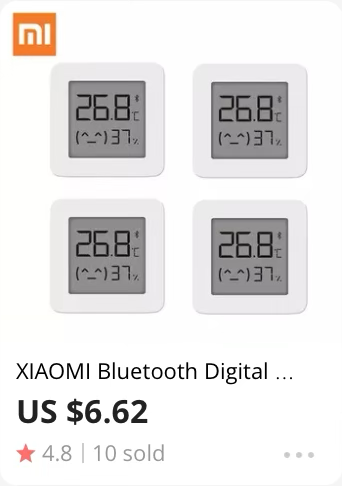 mi
26.8 ℃
(^_^) 37%
26.8 ℃
(^_^) 37%
26.8 ℃
(^_^) 37%
26.8 ℃
(^_^) 37%
XIAOMI Bluetooth Digital ...
US $6.62
4.8 | 10 sold